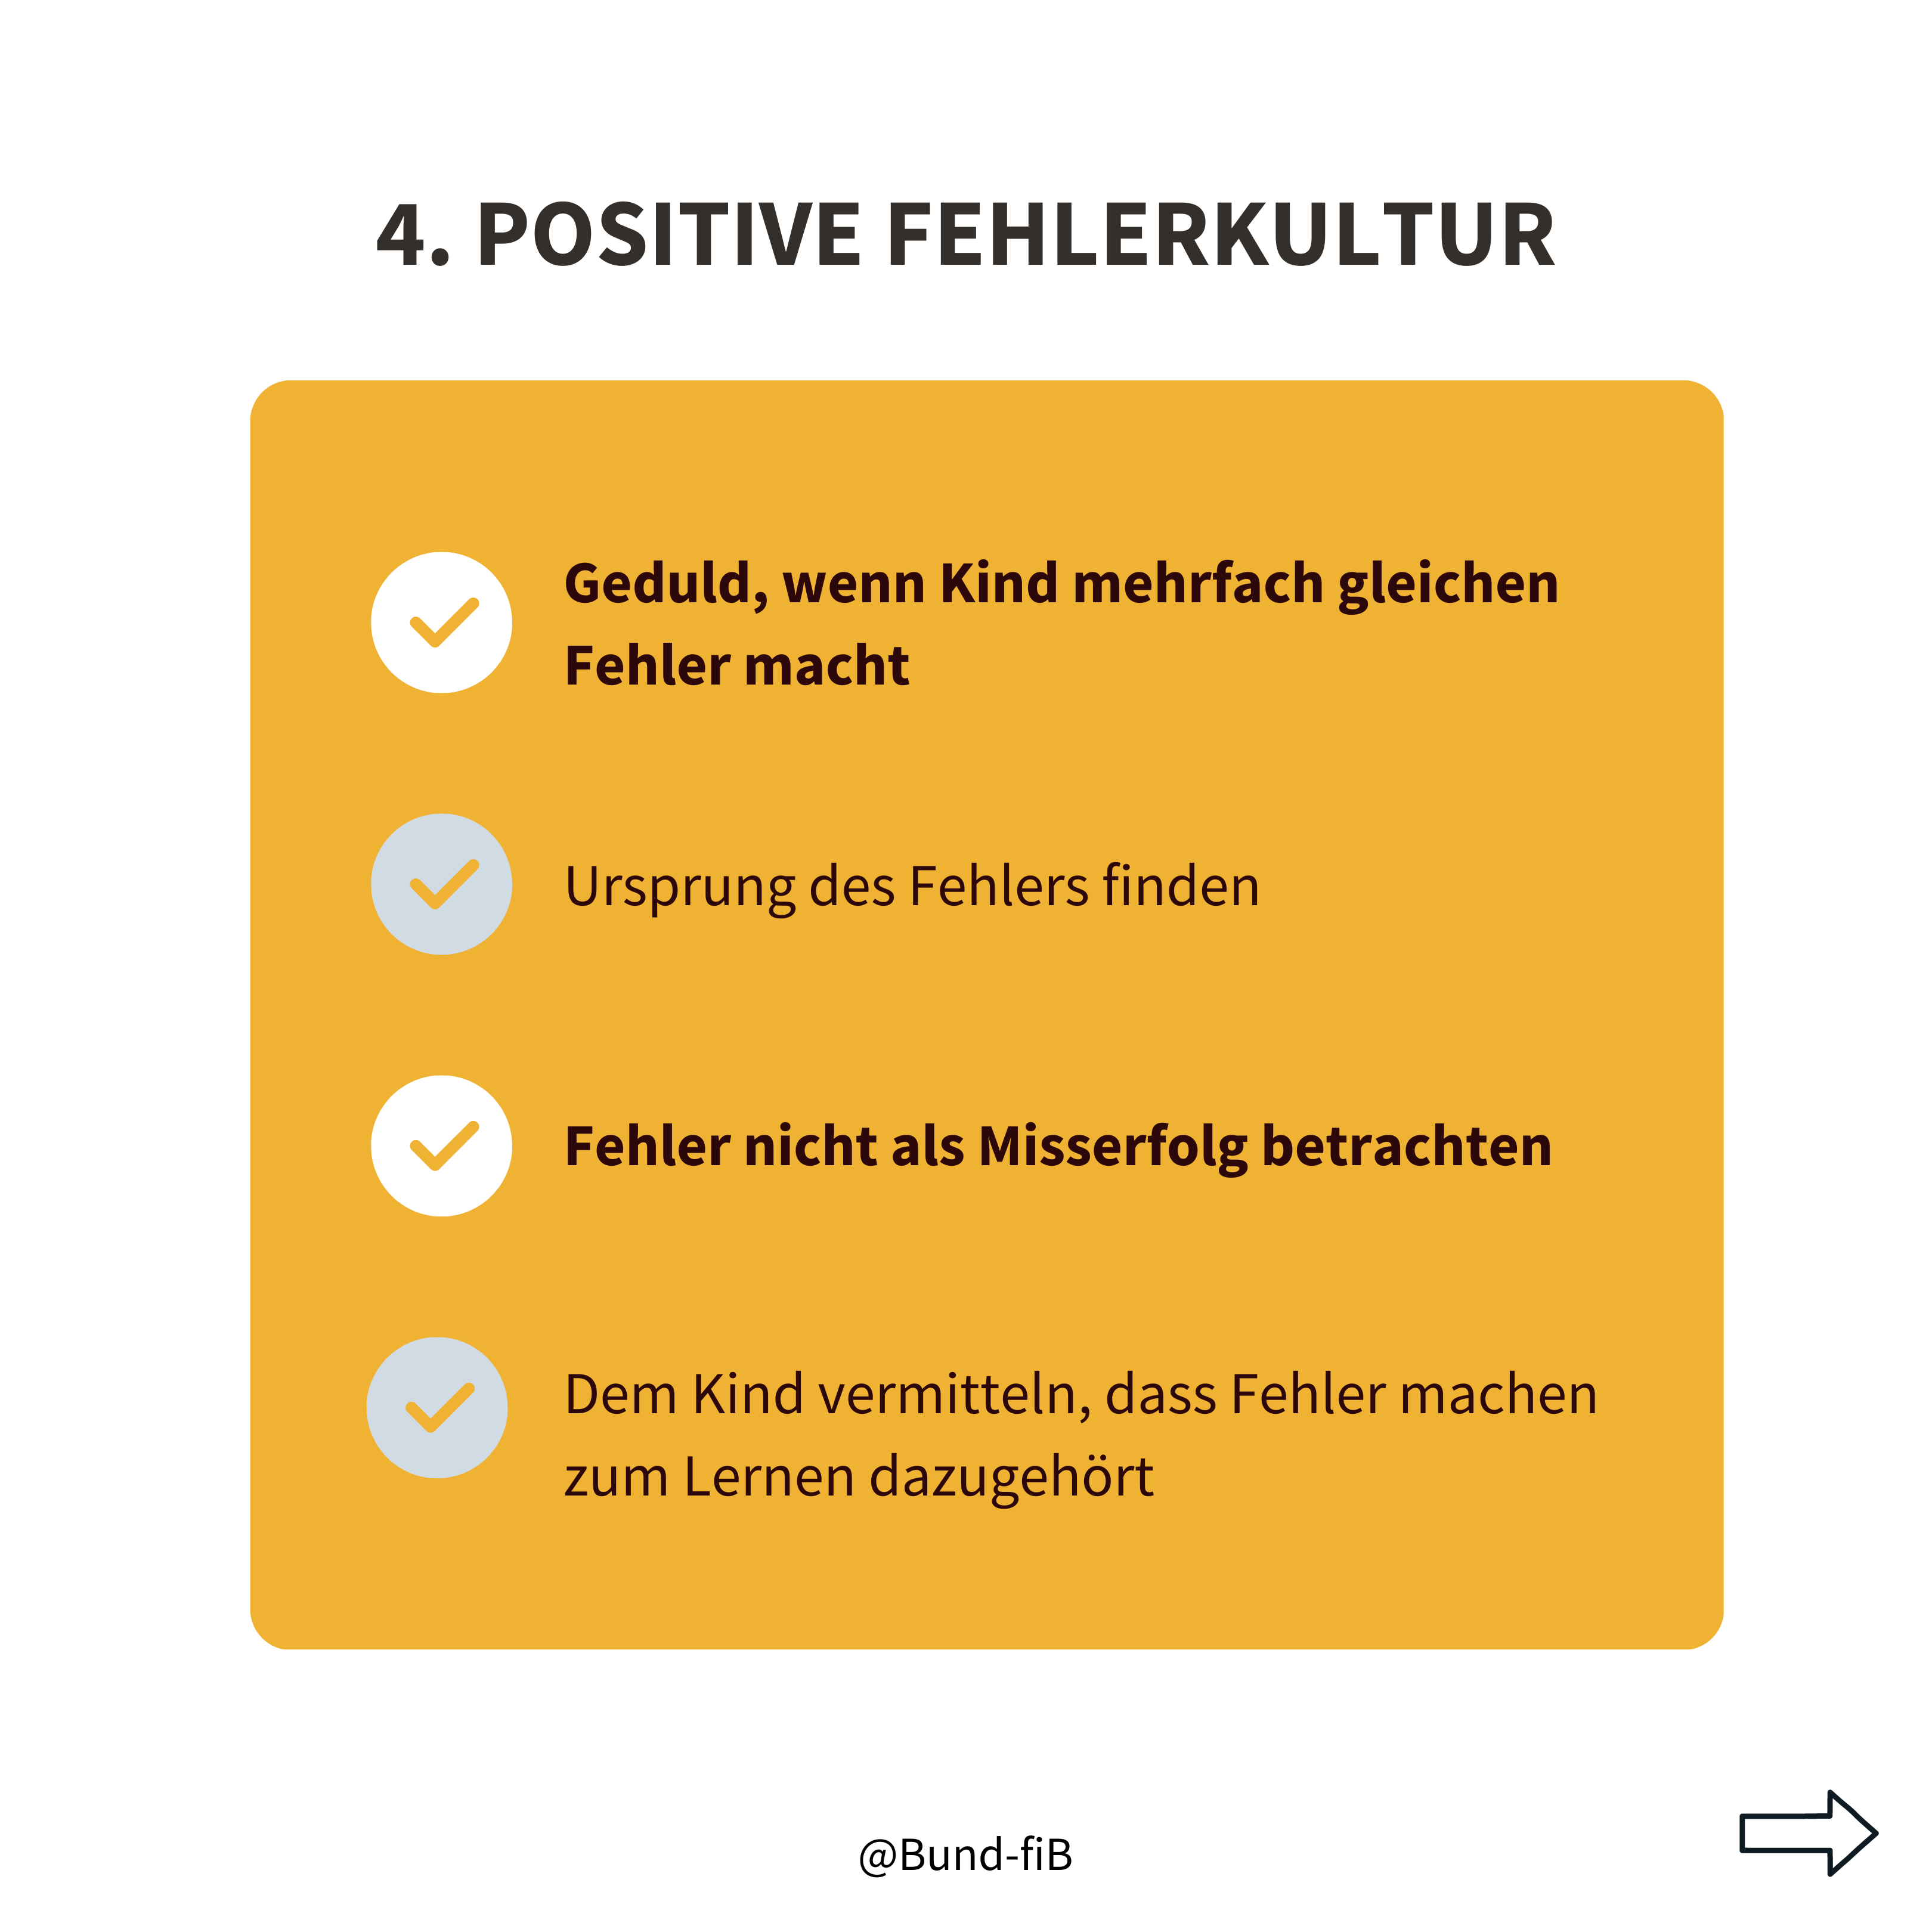 4. POSITIVE FEHLERKULTUR
Geduld, wenn Kind mehrfach gleichen
Fehler macht
Ursprung des Fehlers finden
Fehler nicht als Misserfolg betrachten
Dem Kind vermitteln, dass Fehler machen
zum Lernen dazugehört
@Bund-fiB